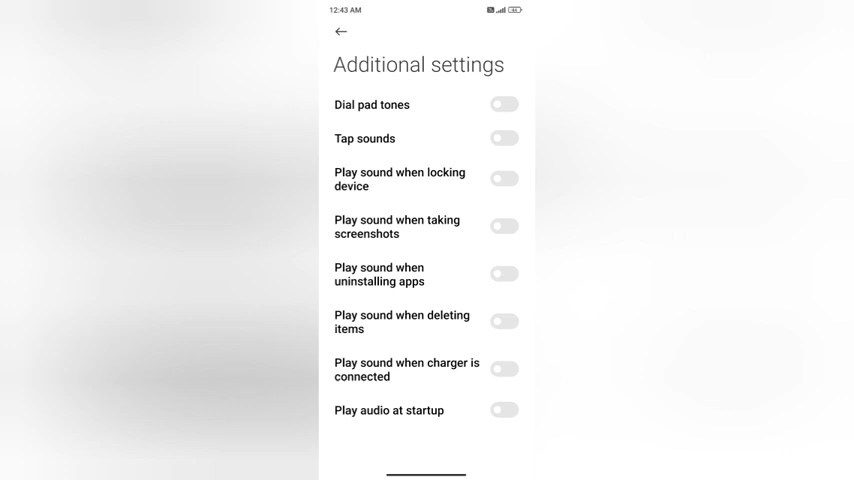 12:43 AM
Additional settings
Dial pad tones
Tap sounds
Play sound when locking
device
Play sound when taking
screenshots
Play sound when
uninstalling apps
Play sound when deleting
items
Play sound when charger is
connected
Play audio at startup